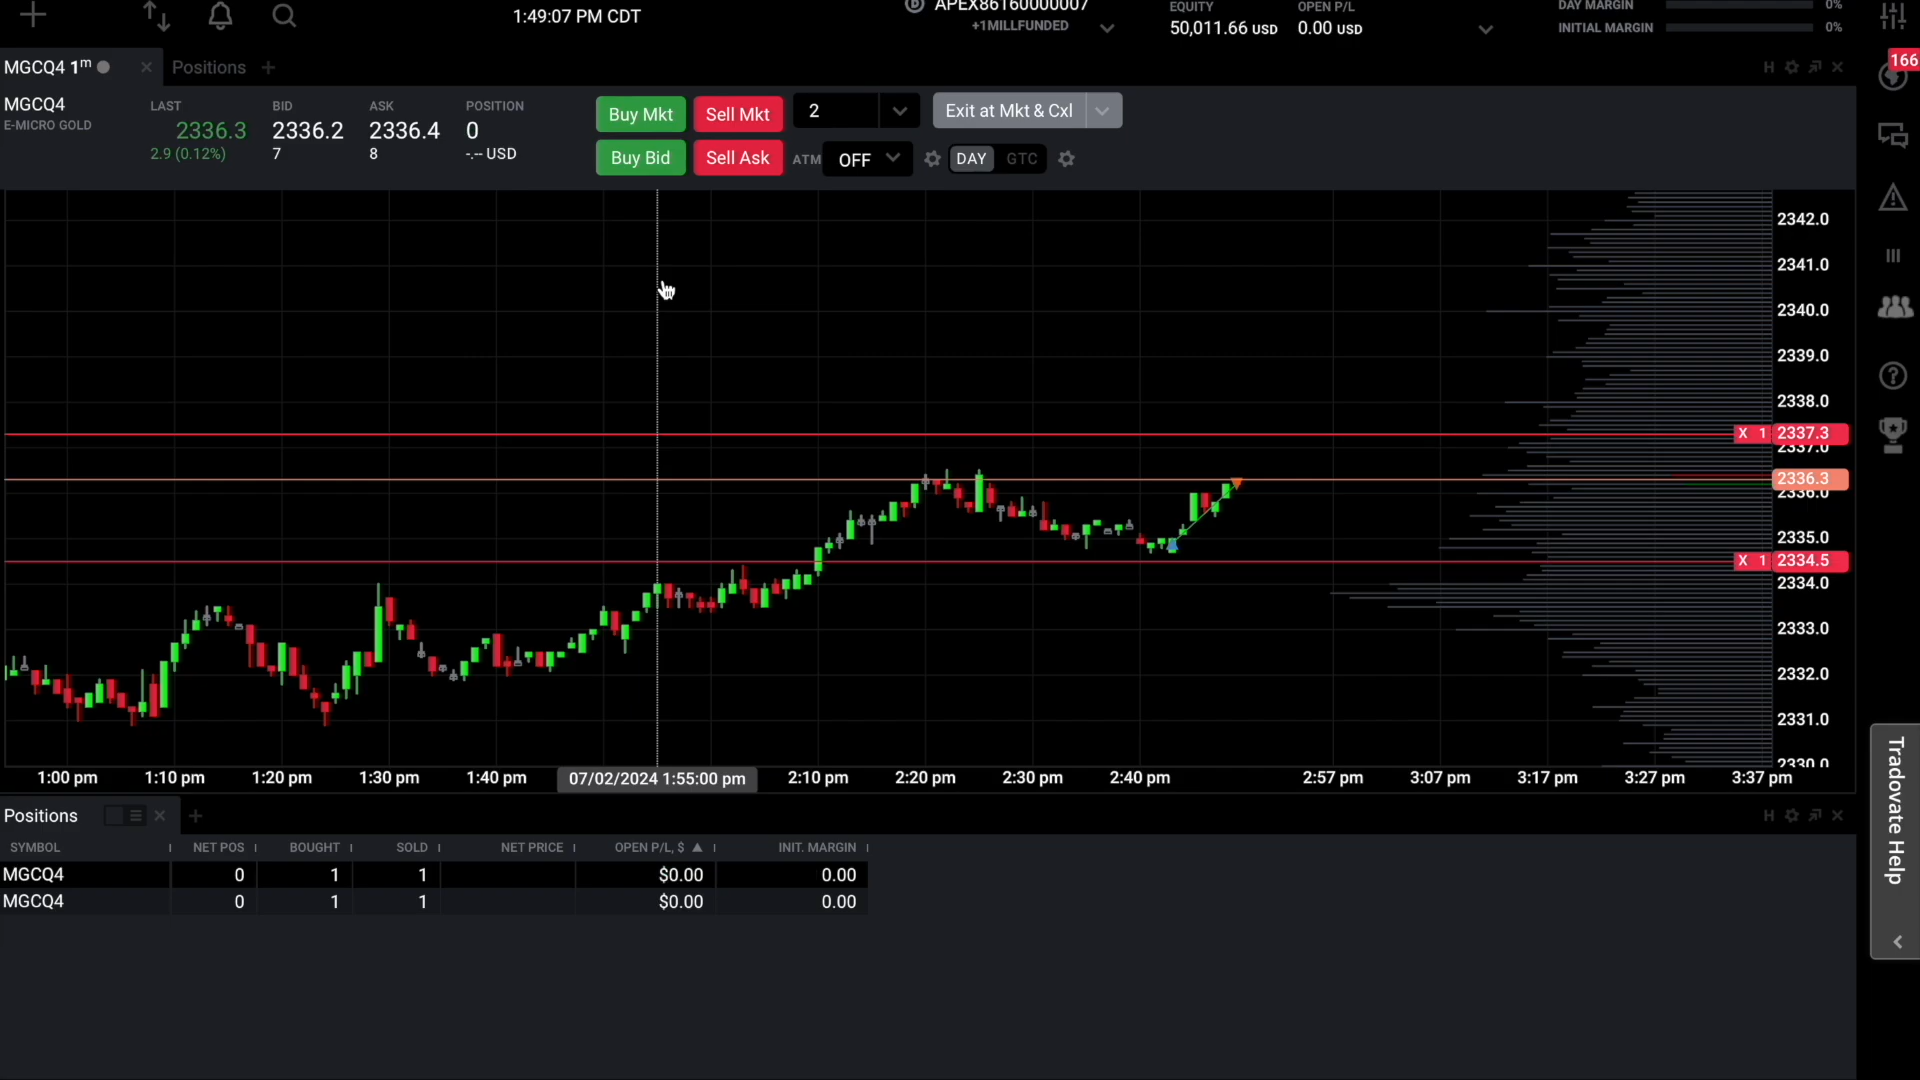 1:49:07 PM CDT
APEX86160000007
+1MILLFUNDED
EQUITY
50,011.66 USD
OPEN P/L
0.00 USD
DAY MARGIN 0%
INITIAL MARGIN 0%
166
MGCQ4 1m
Positions
H
MGCQ4
E-MICRO GOLD
LAST
2336.3
2.9 (0.12%)
BID
2336.2
7
ASK
2336.4
8
POSITION
0
-.-- USD
Buy Mkt
Sell Mkt
2
Exit at Mkt & Cxl
Buy Bid
Sell Ask
ATM
OFF
DAY
GTC
2342.0
2341.0
2340.0
2339.0
2338.0
X 1 2337.3
2337.0
2336.3
2336.0
2335.0
X 1 2334.5
2334.0
2333.0
2332.0
2331.0
2330.0
1:00 pm 1:10 pm 1:20 pm 1:30 pm 1:40 pm 07/02/2024 1:55:00 pm 2:10 pm 2:20 pm 2:30 pm 2:40 pm 2:57 pm 3:07 pm 3:17 pm 3:27 pm 3:37 pm
Positions
H
SYMBOL NET POS BOUGHT SOLD NET PRICE OPEN P/L, $ ▲ INIT. MARGIN
MGCQ4 0 1 1 $0.00 0.00
MGCQ4 0 1 1 $0.00 0.00
Tradovate Help